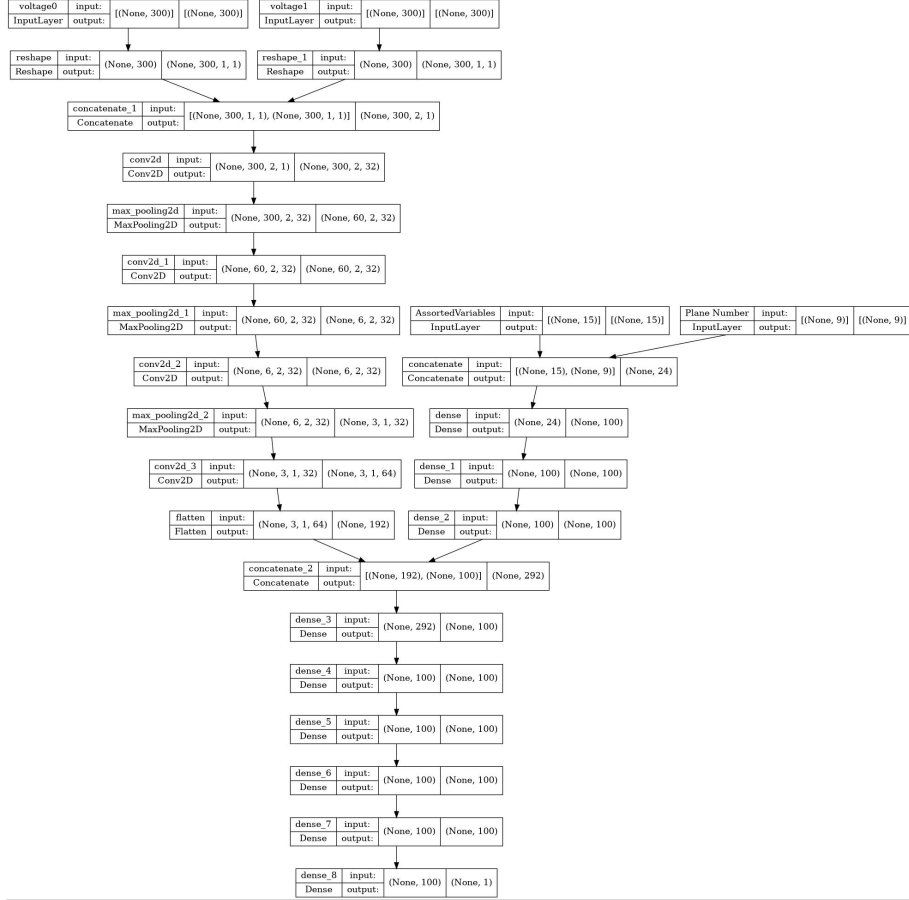 voltage0 input: [(None, 300)] [(None, 300)]
InputLayer output:
voltage1 input: [(None, 300)] [(None, 300)]
InputLayer output:
reshape input: (None, 300) (None, 300, 1, 1)
Reshape output:
reshape_1 input: (None, 300) (None, 300, 1, 1)
Reshape output:
concatenate_1 input: [(None, 300, 1, 1), (None, 300, 1, 1)] (None, 300, 2, 1)
Concatenate output:
conv2d input: (None, 300, 2, 1) (None, 300, 2, 32)
Conv2D output:
max_pooling2d input: (None, 300, 2, 32) (None, 60, 2, 32)
MaxPooling2D output:
conv2d_1 input: (None, 60, 2, 32) (None, 60, 2, 32)
Conv2D output:
max_pooling2d_1 input: (None, 60, 2, 32) (None, 6, 2, 32)
MaxPooling2D output:
AssortedVariables input: [(None, 15)] [(None, 15)]
InputLayer output:
Plane Number input: [(None, 9)] [(None, 9)]
InputLayer output:
conv2d_2 input: (None, 6, 2, 32) (None, 6, 2, 32)
Conv2D output:
concatenate input: [(None, 15), (None, 9)] (None, 24)
Concatenate output:
max_pooling2d_2 input: (None, 6, 2, 32) (None, 3, 1, 32)
MaxPooling2D output:
dense input: (None, 24) (None, 100)
Dense output:
conv2d_3 input: (None, 3, 1, 32) (None, 3, 1, 64)
Conv2D output:
dense_1 input: (None, 100) (None, 100)
Dense output:
flatten input: (None, 3, 1, 64) (None, 192)
Flatten output:
dense_2 input: (None, 100) (None, 100)
Dense output:
concatenate_2 input: [(None, 192), (None, 100)] (None, 292)
Concatenate output:
dense_3 input: (None, 292) (None, 100)
Dense output:
dense_4 input: (None, 100) (None, 100)
Dense output:
dense_5 input: (None, 100) (None, 100)
Dense output:
dense_6 input: (None, 100) (None, 100)
Dense output:
dense_7 input: (None, 100) (None, 100)
Dense output:
dense_8 input: (None, 100) (None, 1)
Dense output: